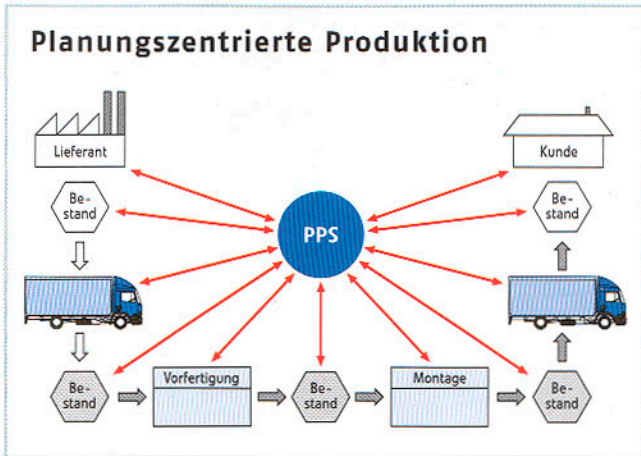 Planungszentrierte Produktion
Lieferant
Kunde
Be-
stand
Be-
stand
PPS
Be-
stand
Vorfertigung
Be-
stand
Montage
Be-
stand